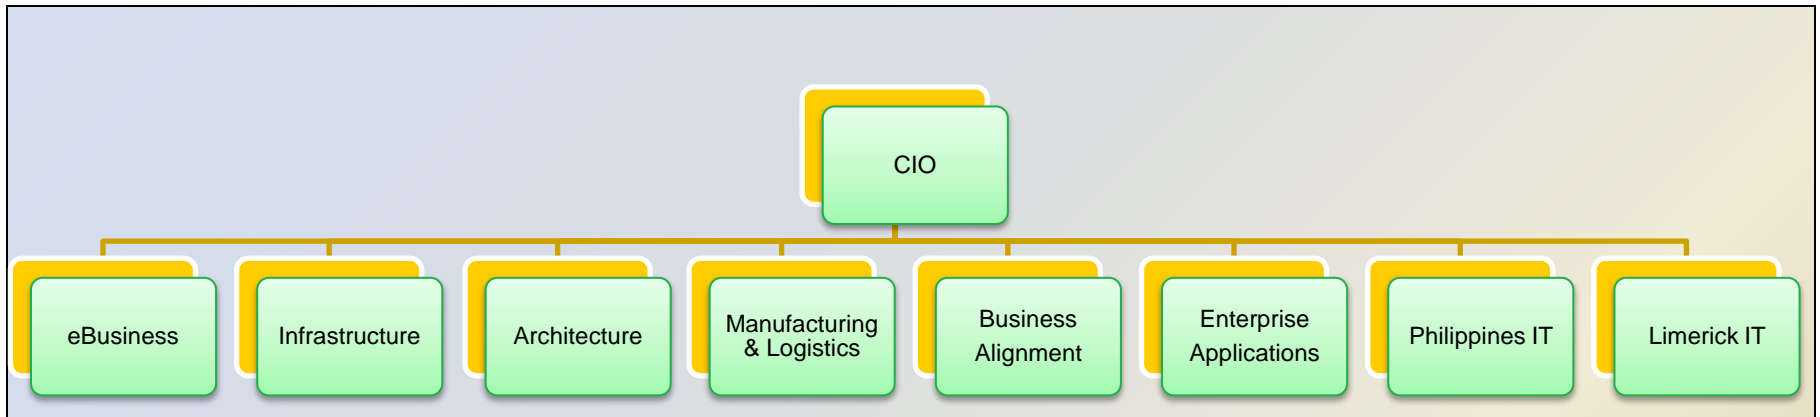 CIO
eBusiness
Infrastructure
Architecture
Manufacturing
& Logistics
Business
Alignment
Enterprise
Applications
Philippines IT
Limerick IT